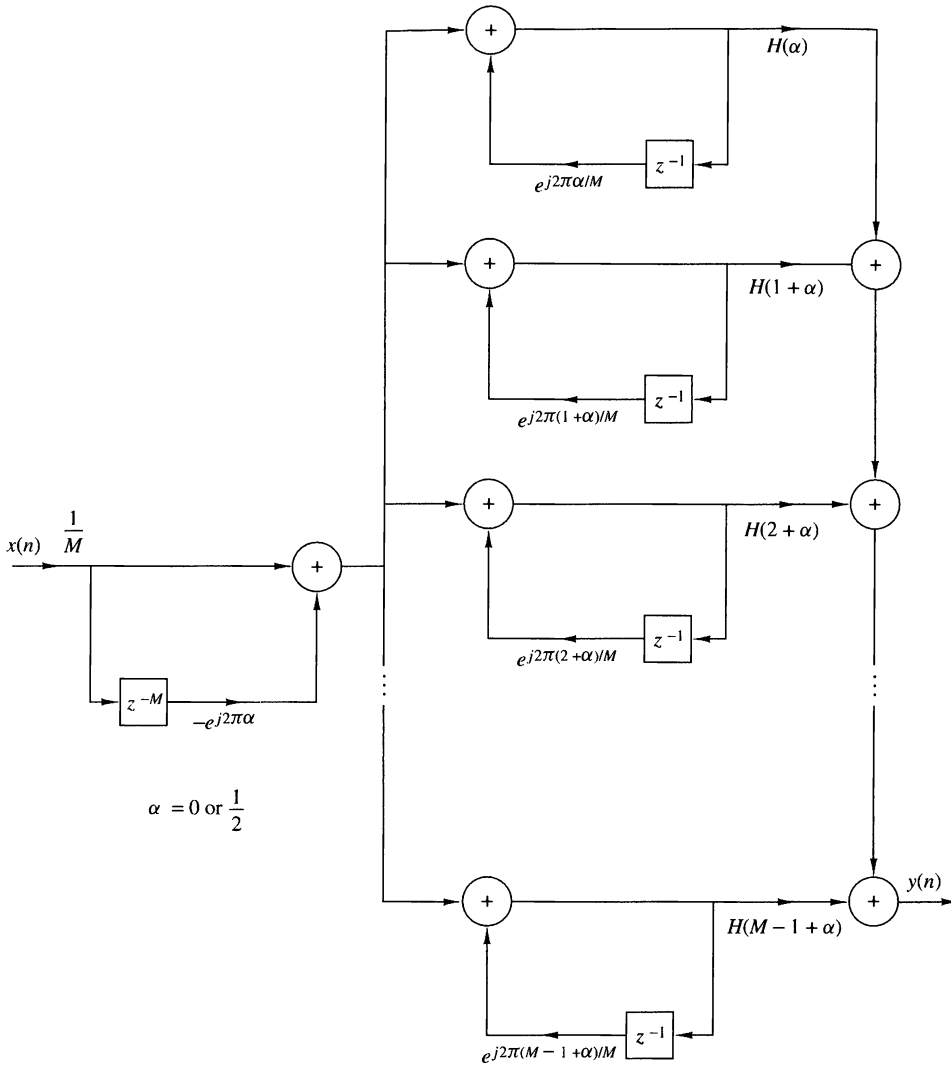 +
H(α)
z⁻¹
e^{j2πα/M}
+
H(1 + α)
+
z⁻¹
e^{j2π(1 + α)/M}
+
H(2 + α)
+
x(n) 1/M
+
z⁻¹
e^{j2π(2 + α)/M}
z⁻ᴹ
−e^{j2πα}
⋮ ⋮
α = 0 or 1/2
+
H(M − 1 + α)
+
y(n)
z⁻¹
e^{j2π(M − 1 + α)/M}